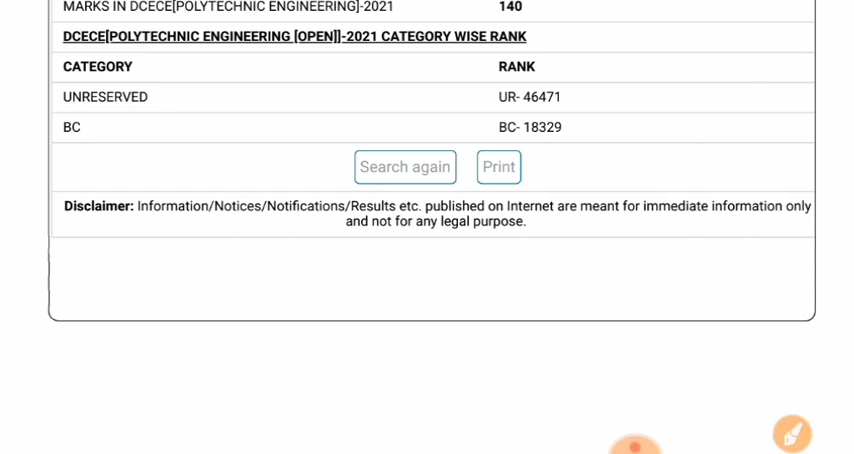 MARKS IN DCECE[POLYTECHNIC ENGINEERING]-2021 140
DCECE[POLYTECHNIC ENGINEERING [OPEN]]-2021 CATEGORY WISE RANK
CATEGORY RANK
UNRESERVED UR- 46471
BC BC- 18329
Search again Print
Disclaimer: Information/Notices/Notifications/Results etc. published on Internet are meant for immediate information only
and not for any legal purpose.